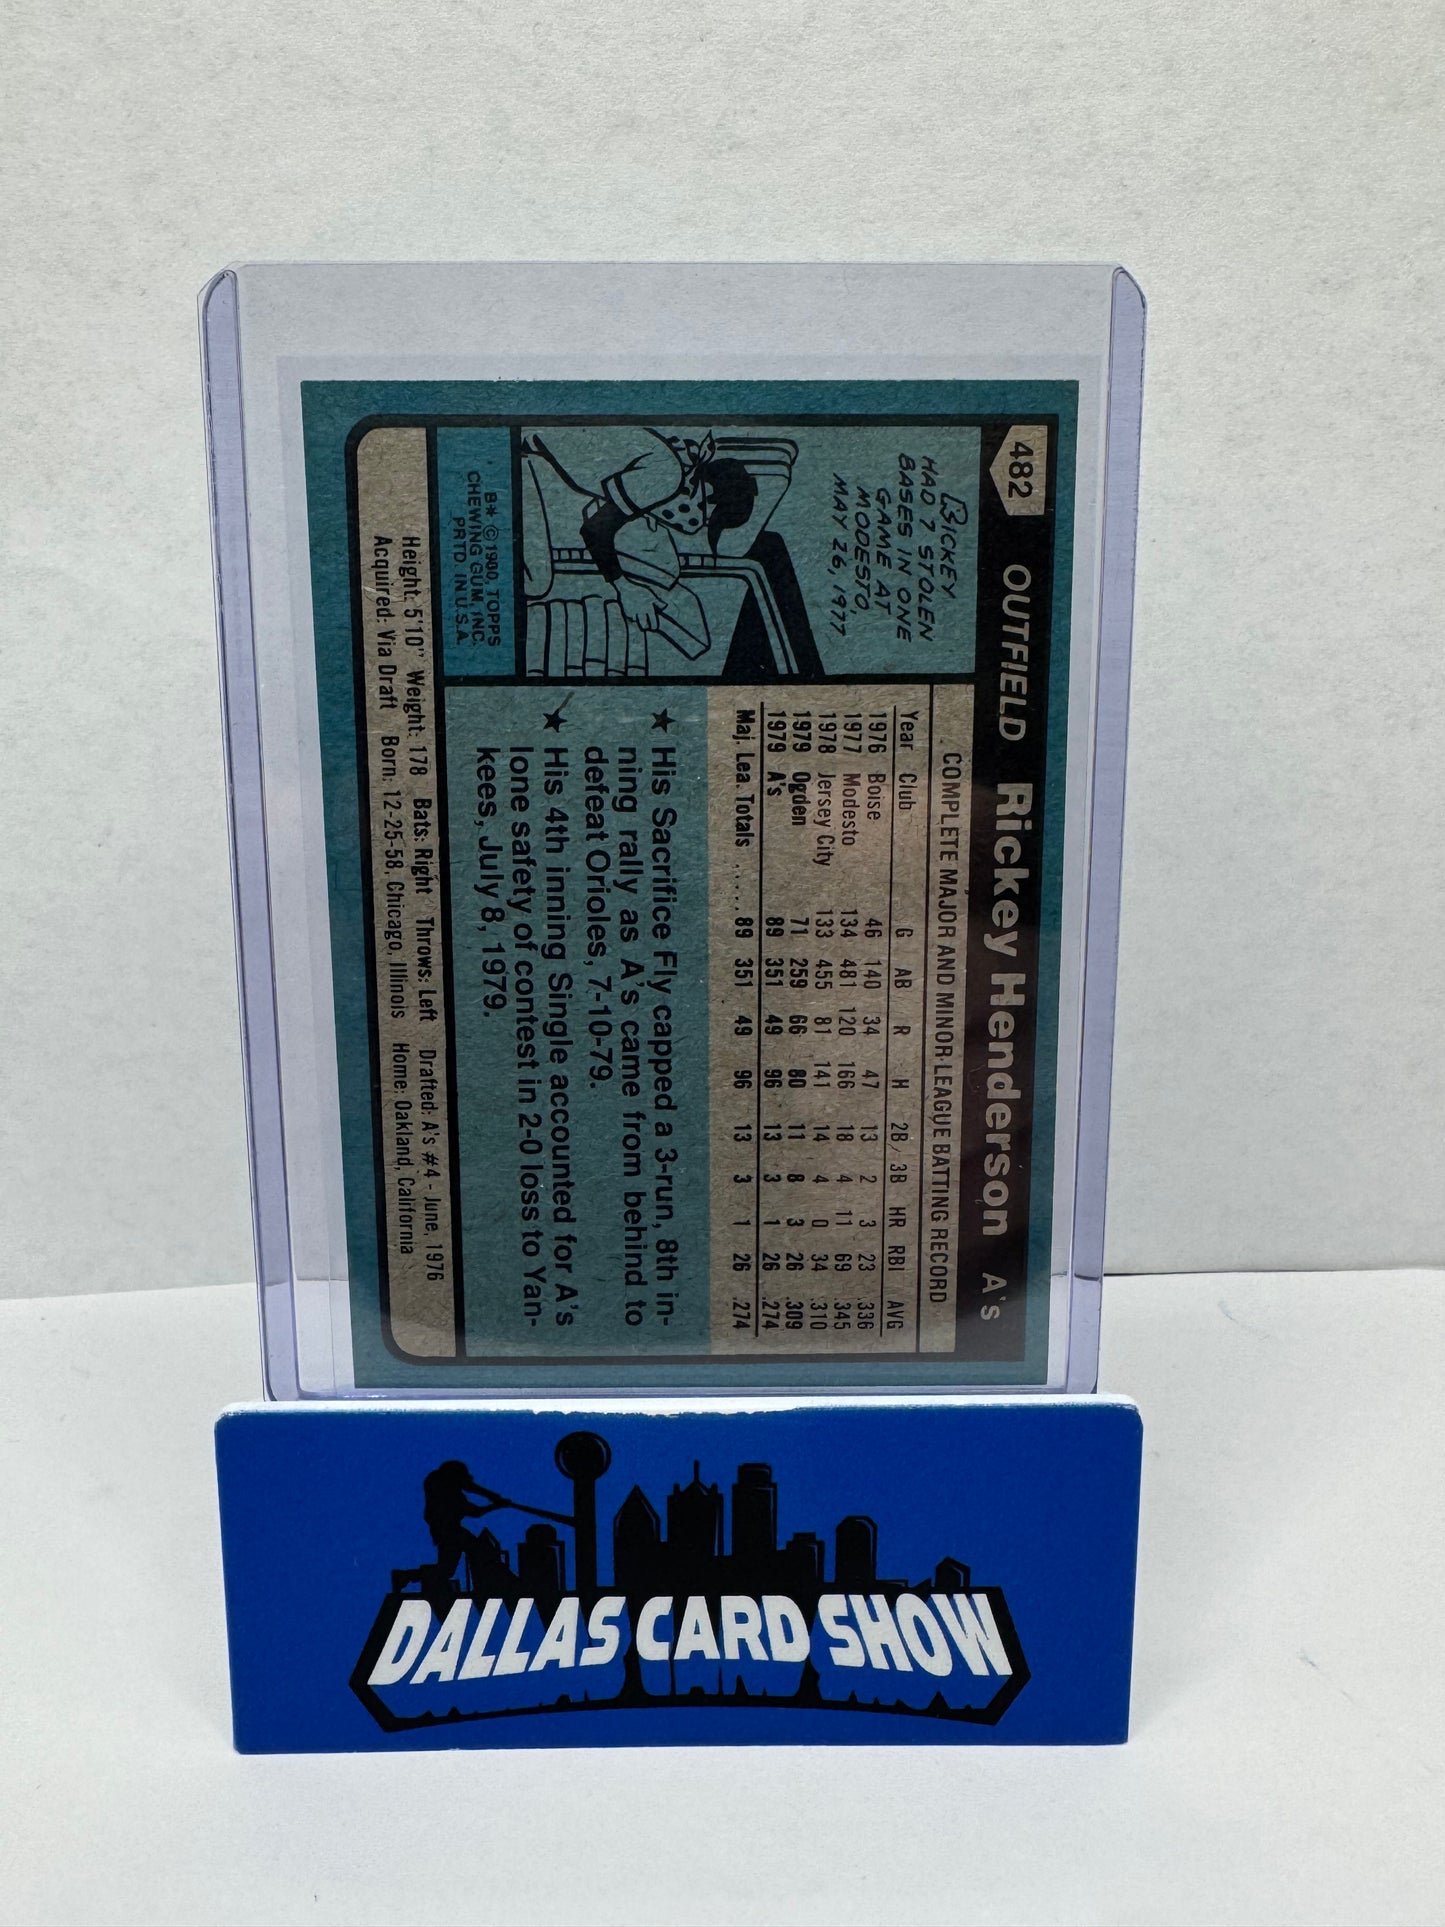 482 OUTFIELD Rickey Henderson A's
RICKEY
HAD 7 STOLEN
BASES IN ONE
GAME AT
MODESTO,
MAY 26, 1977
B* © 1980, TOPPS
CHEWING GUM, INC.
PRTD. IN U.S.A.
COMPLETE MAJOR AND MINOR LEAGUE BATTING RECORD
Year Club G AB R H 2B 3B HR RBI AVG
1976 Boise 46 140 34 47 13 2 3 23 .336
1977 Modesto 134 481 120 166 18 4 11 69 .345
1978 Jersey City 133 455 81 141 14 4 0 34 .310
1979 Ogden 71 259 66 80 11 8 3 26 .309
1979 A's 89 351 49 96 13 3 1 26 .274
Maj. Lea. Totals ..... 89 351 49 96 13 3 1 26 .274
★ His Sacrifice Fly capped a 3-run, 8th in-
ning rally as A's came from behind to
defeat Orioles, 7-10-79.
★ His 4th inning Single accounted for A's
lone safety of contest in 2-0 loss to Yan-
kees, July 8, 1979.
Height: 5'10" Weight: 178 Bats: Right Throws: Left Drafted: A's #4 - June, 1976
Acquired: Via Draft Born: 12-25-58, Chicago, Illinois Home: Oakland, California
DALLAS CARD SHOW